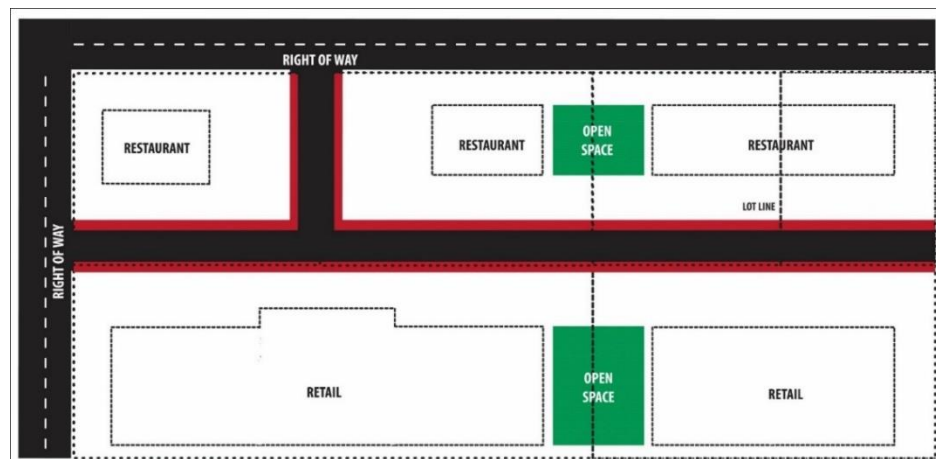 RIGHT OF WAY
RESTAURANT
RESTAURANT
OPEN
SPACE
RESTAURANT
LOT LINE
RIGHT OF WAY
RETAIL
OPEN
SPACE
RETAIL